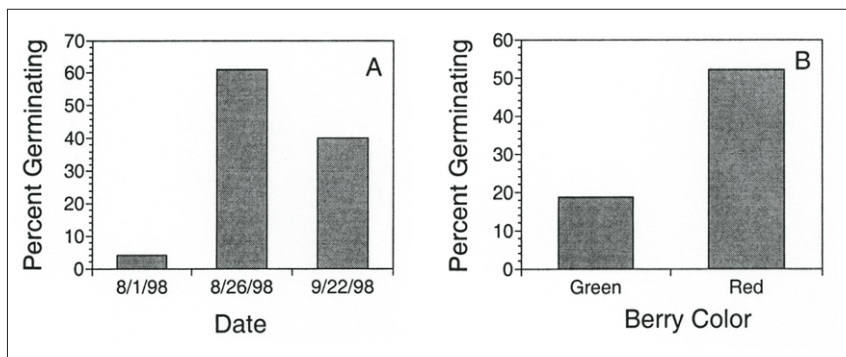 A
Percent Germinating
70
60
50
40
30
20
10
0
8/1/98 8/26/98 9/22/98
Date
B
Percent Germinating
60
50
40
30
20
10
0
Green Red
Berry Color